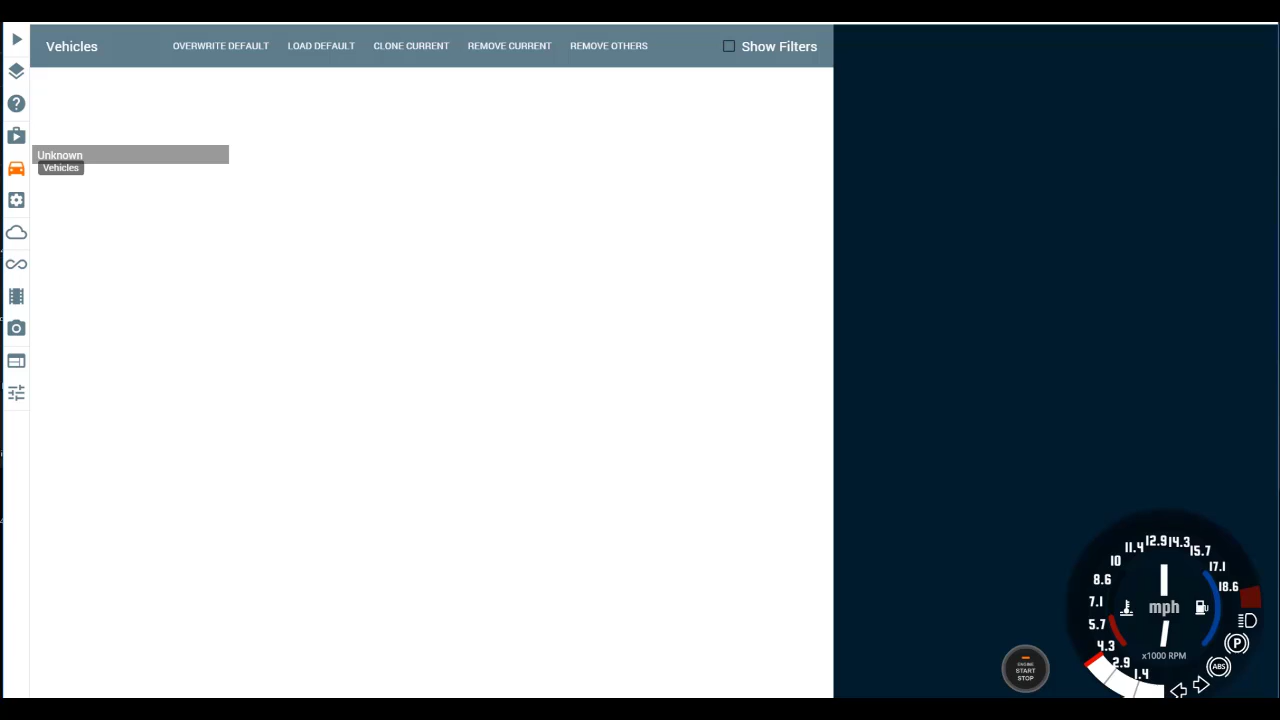 Vehicles
OVERWRITE DEFAULT
LOAD DEFAULT
CLONE CURRENT
REMOVE CURRENT
REMOVE OTHERS
Show Filters
Unknown
Vehicles
12.9
14.3
11.4
15.7
10
17.1
8.6
18.6
7.1
mph
5.7
4.3
x1000 RPM
2.9
1.4
P
ABS
ENGINE
START
STOP